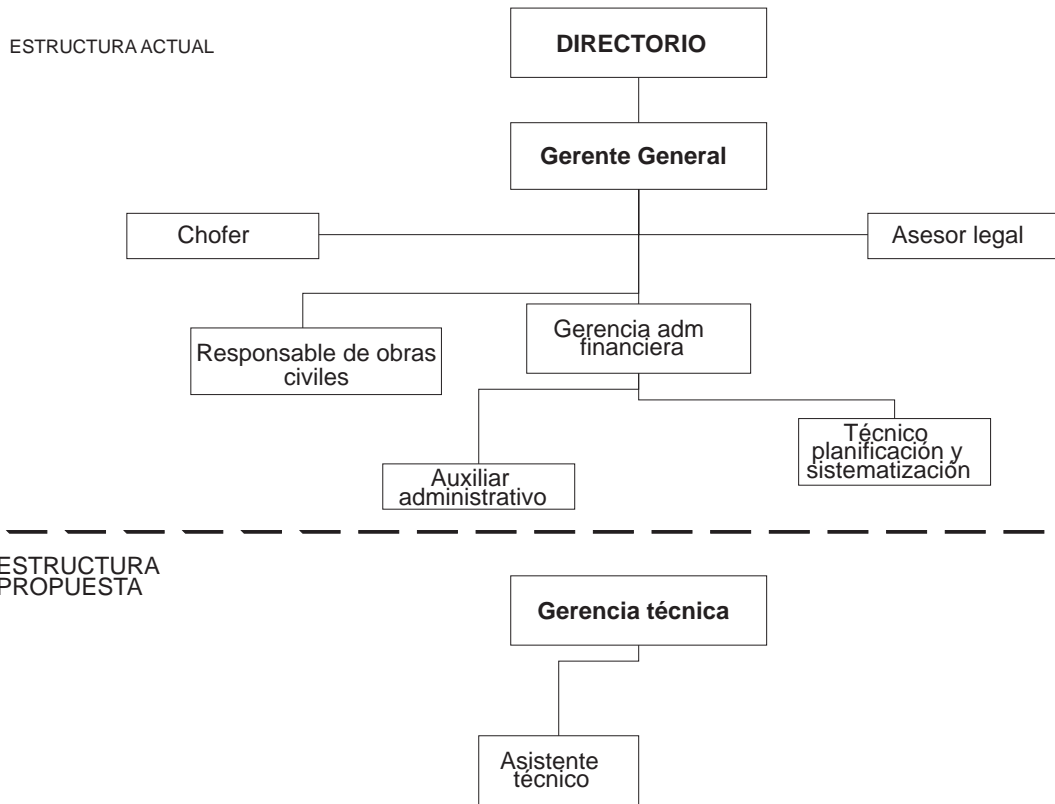 ESTRUCTURA ACTUAL
DIRECTORIO
Gerente General
Chofer
Asesor legal
Responsable de obras
civiles
Gerencia adm
financiera
Técnico
planificación y
sistematización
Auxiliar
administrativo
ESTRUCTURA
PROPUESTA
Gerencia técnica
Asistente
técnico